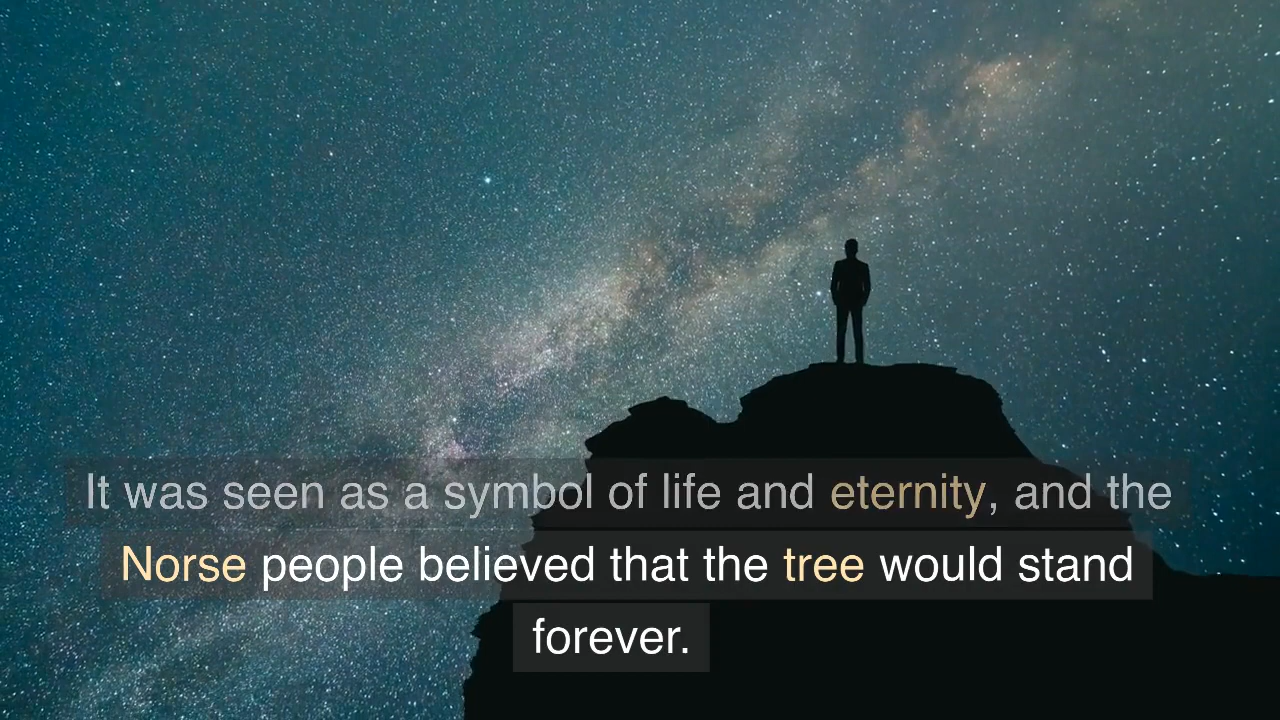 It was seen as a symbol of life and eternity, and the
Norse people believed that the tree would stand
forever.